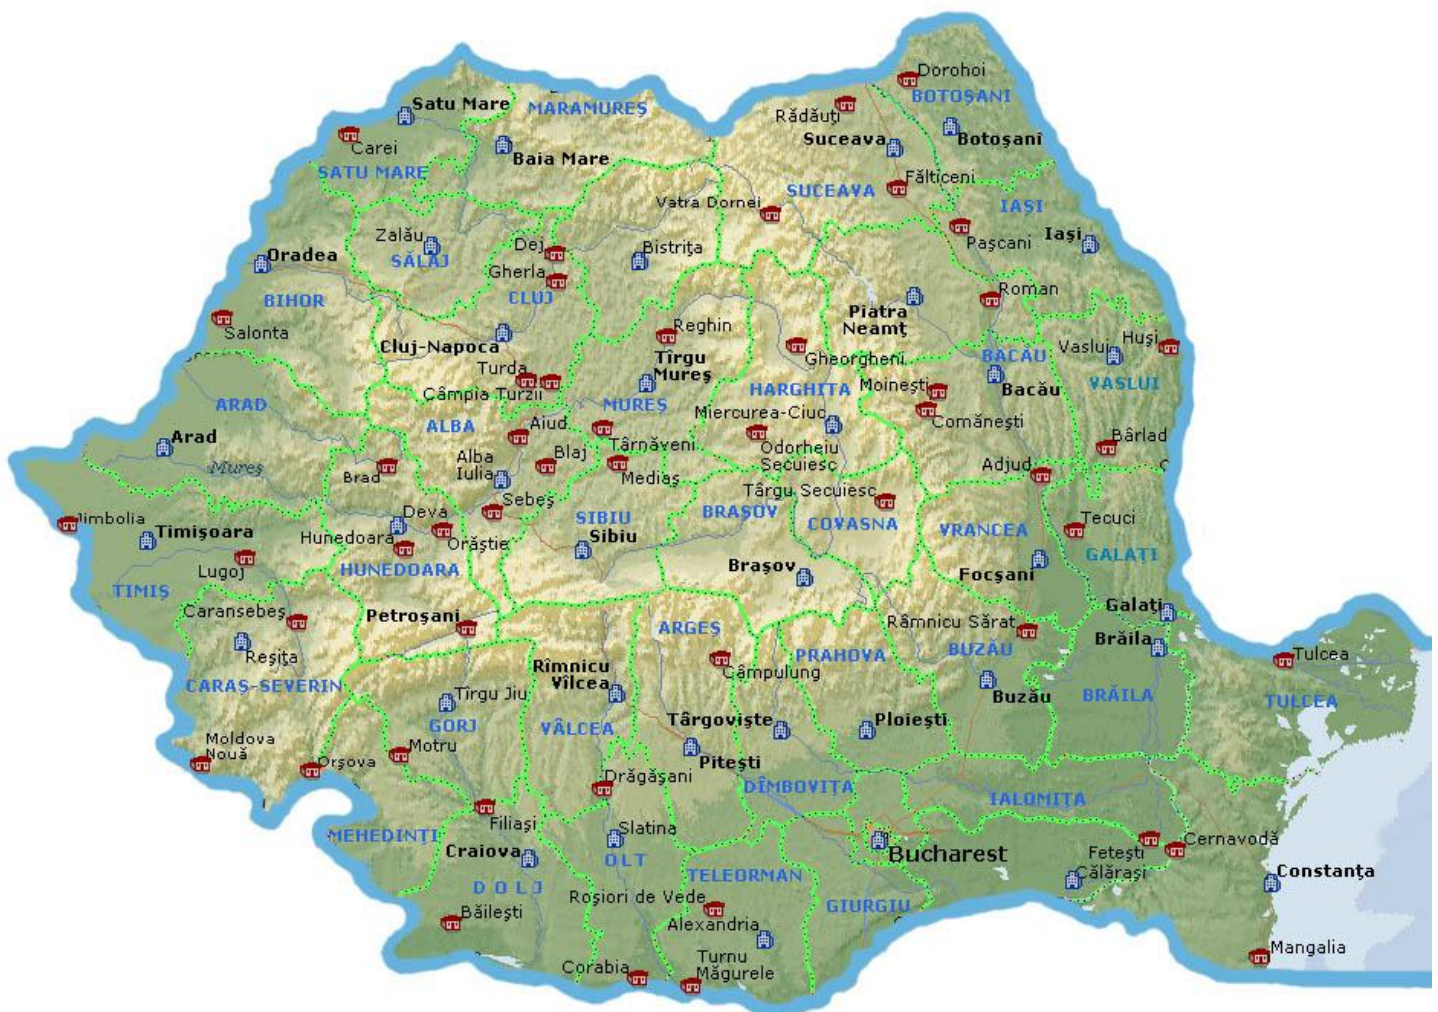 Dorohoi
BOTOŞANI
Satu Mare
MARAMUREŞ
Rădăuţi
Suceava
Botoşani
Carei
Baia Mare
SATU MARE
SUCEAVA
Fălticeni
IAŞI
Vatra Dornei
Paşcani
Iaşi
Zalău
SĂLAJ
Dej
Bistriţa
Oradea
Gherla
BIHOR
CLUJ
Roman
Piatra
Neamţ
Salonta
Cluj-Napoca
Reghin
Gheorgheni
BACĂU
Vaslui
Huşi
Turda
Tîrgu
Mureş
HARGHITA
Moineşti
Bacău
VASLUI
Câmpia Turzii
ARAD
ALBA
MUREŞ
Miercurea-Ciuc
Comăneşti
Arad
Aiud
Târnăveni
Odorheiu
Secuiesc
Bârlad
Mureş
Brad
Alba
Iulia
Blaj
Mediaş
Adjud
Târgu Secuiesc
Jimbolia
Timişoara
Deva
Sebeş
SIBIU
BRAŞOV
COVASNA
VRANCEA
Tecuci
Hunedoara
Orăştie
Sibiu
GALAŢI
Lugoj
HUNEDOARA
Braşov
Focşani
TIMIŞ
Caransebeş
Petroşani
Galaţi
Râmnicu Sărat
ARGEŞ
Reşiţa
PRAHOVA
BUZĂU
Brăila
Tulcea
Câmpulung
Rîmnicu
Vîlcea
CARAŞ-SEVERIN
Tîrgu Jiu
Buzău
BRĂILA
TULCEA
GORJ
VÂLCEA
Târgovişte
Ploieşti
Moldova
Nouă
Motru
Orşova
Piteşti
Drăgăşani
DÎMBOVIŢA
IALOMIŢA
Filiaşi
MEHEDINŢI
Slatina
Craiova
OLT
Bucharest
Feteşti
Cernavodă
DOLJ
TELEORMAN
Călăraşi
Constanţa
Roşiori de Vede
GIURGIU
Băileşti
Alexandria
Corabia
Turnu
Măgurele
Mangalia